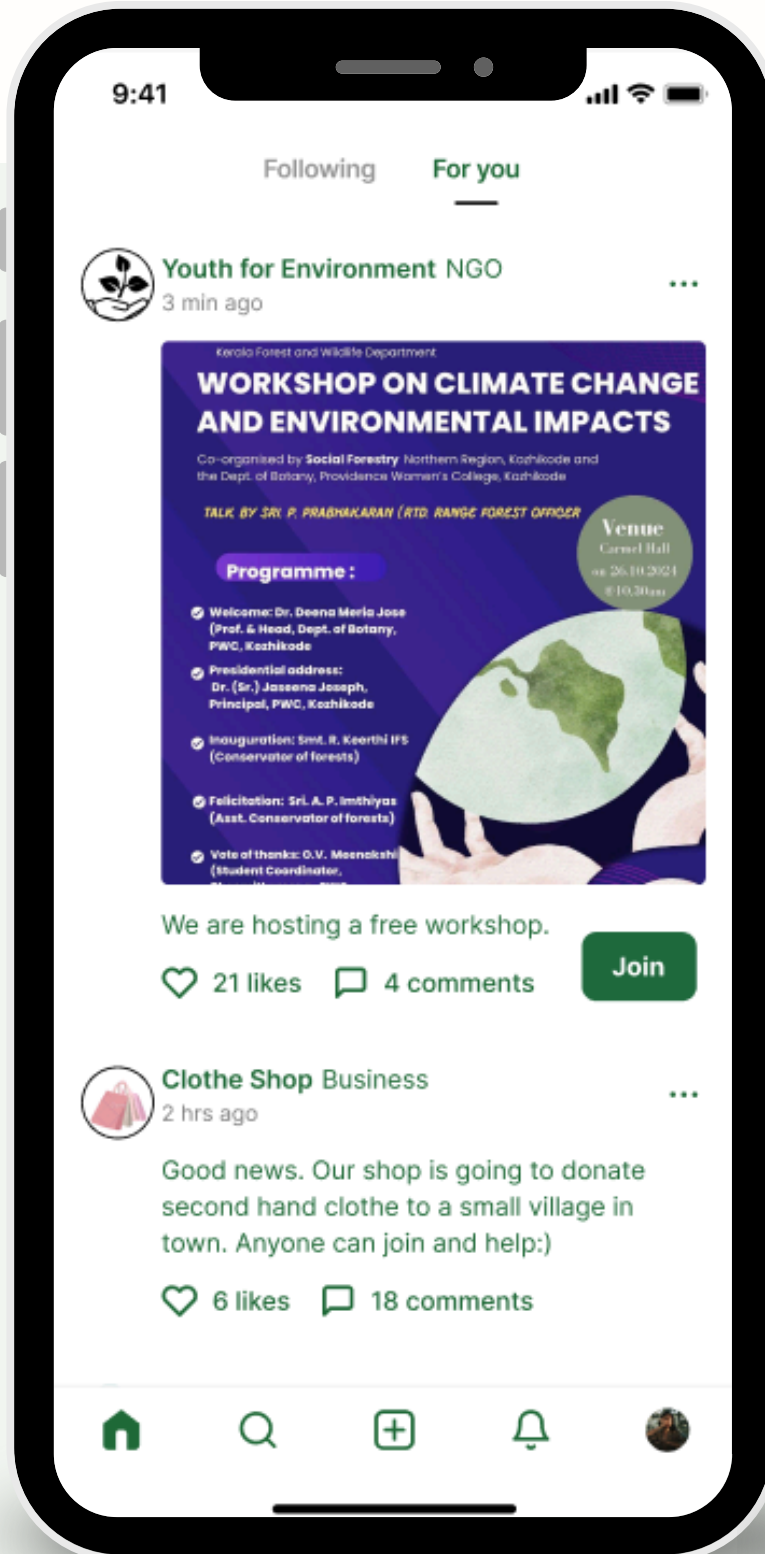 9:41
Following For you
Youth for Environment NGO
3 min ago
Kerala Forest and Wildlife Department
WORKSHOP ON CLIMATE CHANGE
AND ENVIRONMENTAL IMPACTS
Co-organised by Social Forestry Northern Region, Kozhikode and
the Dept. of Botany, Providence Women's College, Kozhikode
TALK BY SRI. P. PRABHAKARAN (RTD. RANGE FOREST OFFICER
Venue
Carmel Hall
on 26.10.2024
@10.30am
Programme :
Welcome: Dr. Deena Meria Jose
(Prof. & Head, Dept. of Botany,
PWC, Kozhikode
Presidential address:
Dr. (Sr.) Jaseena Joseph,
Principal, PWC, Kozhikode
Inauguration: Smt. R. Keerthi IFS
(Conservator of forests)
Felicitation: Sri. A. P. Imthiyas
(Asst. Conservator of forests)
Vote of thanks: O.V. Meenakshi
(Student Coordinator,
We are hosting a free workshop.
21 likes 4 comments
Join
Clothe Shop Business
2 hrs ago
Good news. Our shop is going to donate
second hand clothe to a small village in
town. Anyone can join and help:)
6 likes 18 comments